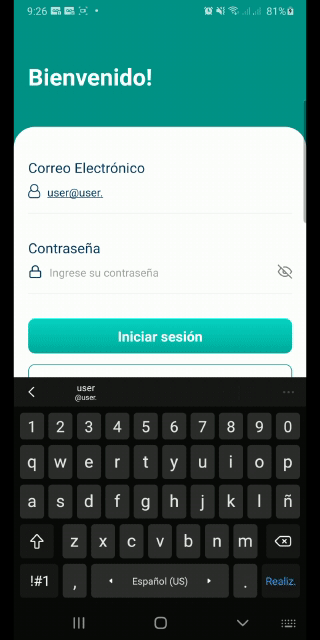 9:26
81%
Bienvenido!
Correo Electrónico
user@user.
Contraseña
Ingrese su contraseña
Iniciar sesión
user
@user.
1 2 3 4 5 6 7 8 9 0
q w e r t y u i o p
a s d f g h j k l ñ
z x c v b n m
!#1 , Español (US) . Realiz.